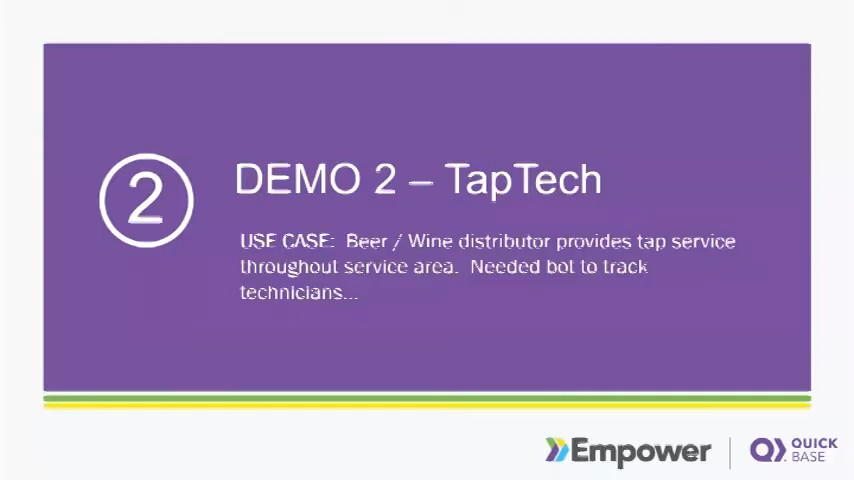 2
DEMO 2 – TapTech
USE CASE: Beer / Wine distributor provides tap service
throughout service area. Needed bot to track
technicians...
Empower
QUICK
BASE